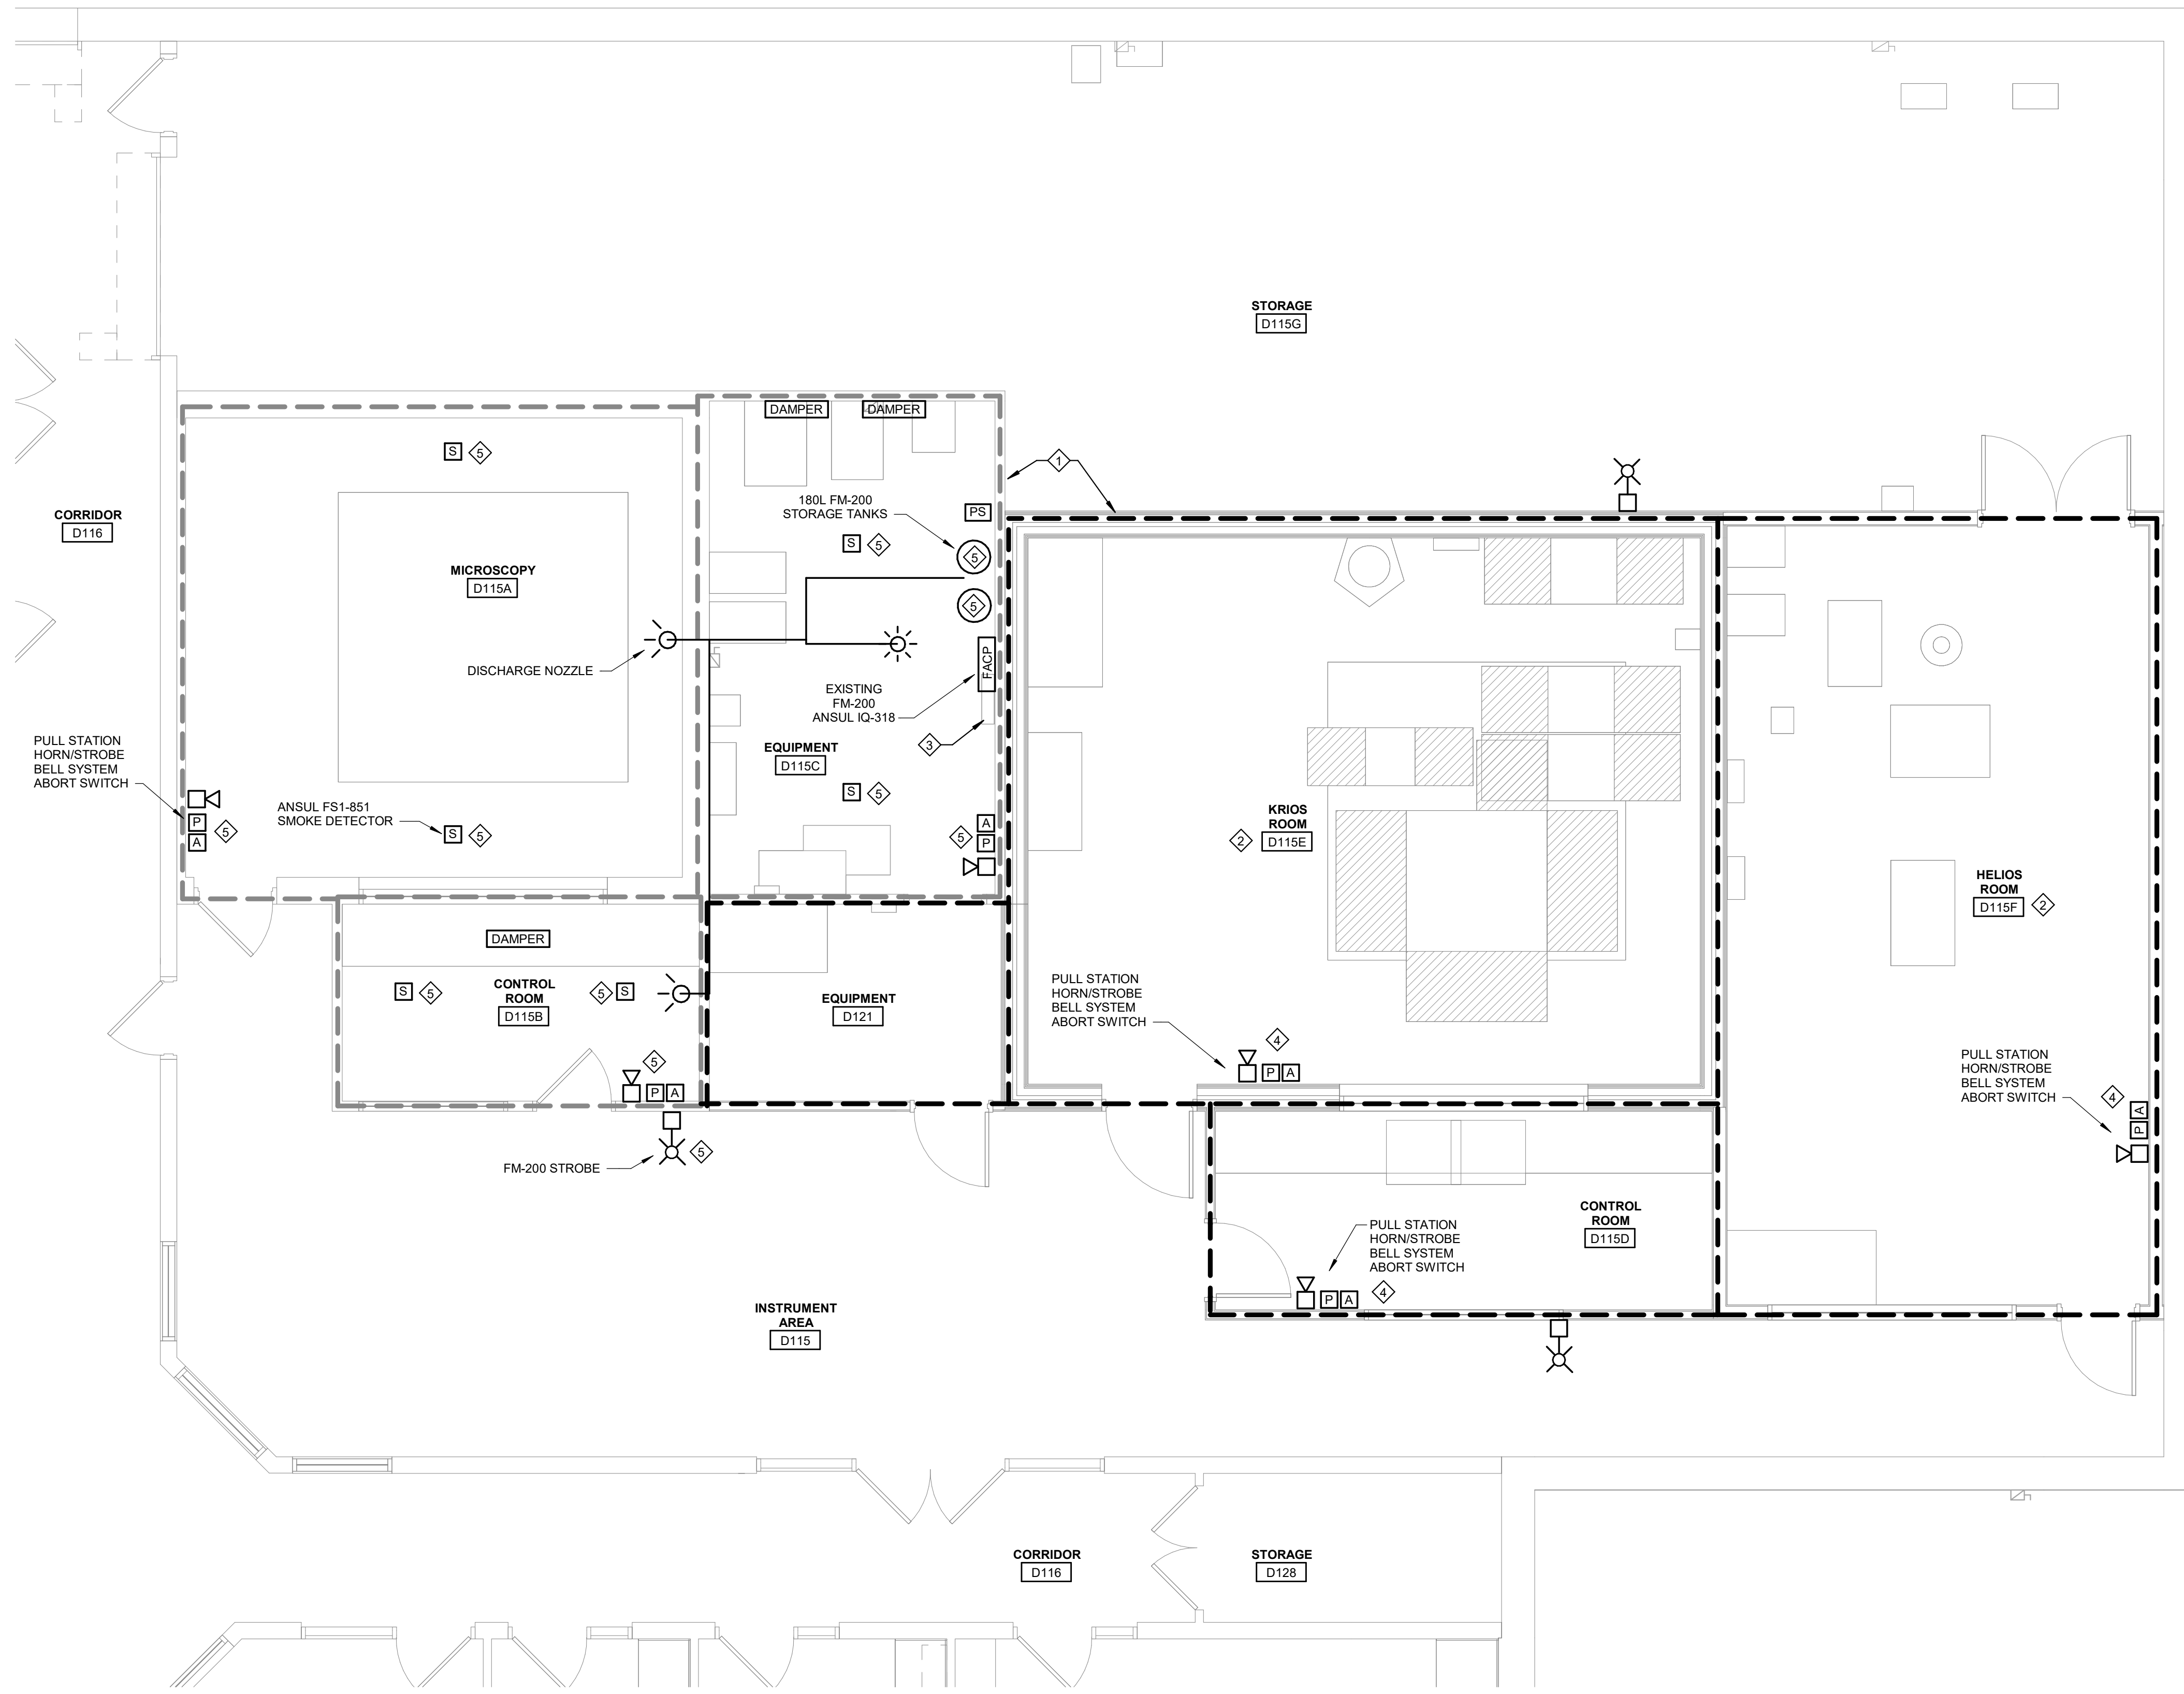 STORAGE
D115G
DAMPER
DAMPER
S
5
1
180L FM-200
STORAGE TANKS
PS
CORRIDOR
D116
S
5
5
MICROSCOPY
D115A
5
DISCHARGE NOZZLE
FACP
EXISTING
FM-200
ANSUL IQ-318
3
EQUIPMENT
D115C
PULL STATION
HORN/STROBE
BELL SYSTEM
ABORT SWITCH
P
A
5
ANSUL FS1-851
SMOKE DETECTOR
S
5
S
5
5
A
P
KRIOS
ROOM
2
D115E
HELIOS
ROOM
D115F
2
DAMPER
S
5
CONTROL
ROOM
D115B
5
S
EQUIPMENT
D121
PULL STATION
HORN/STROBE
BELL SYSTEM
ABORT SWITCH
4
P
A
5
P
A
PULL STATION
HORN/STROBE
BELL SYSTEM
ABORT SWITCH
4
A
P
FM-200 STROBE
5
CONTROL
ROOM
D115D
PULL STATION
HORN/STROBE
BELL SYSTEM
ABORT SWITCH
P
A
4
INSTRUMENT
AREA
D115
CORRIDOR
D116
STORAGE
D128